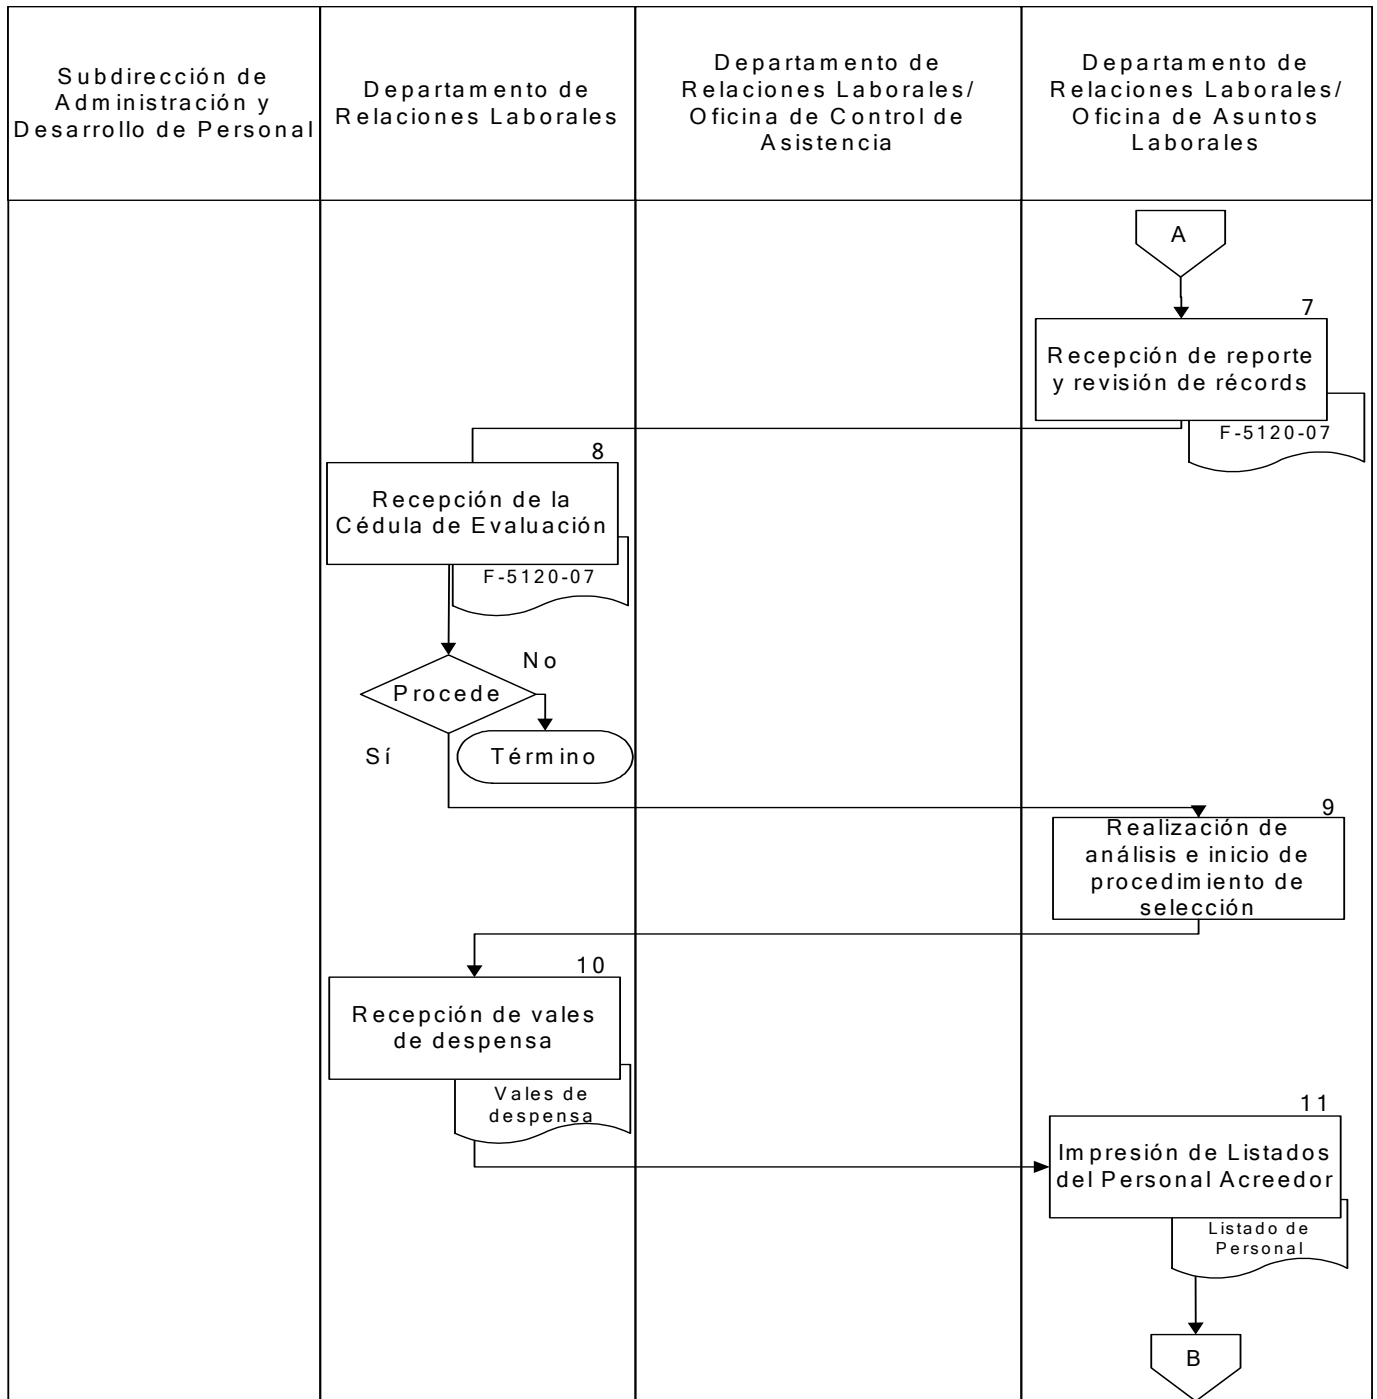 Subdirección de
Administración y
Desarrollo de Personal
Departamento de
Relaciones Laborales
Departamento de
Relaciones Laborales/
Oficina de Control de
Asistencia
Departamento de
Relaciones Laborales/
Oficina de Asuntos
Laborales
A
7
Recepción de reporte
y revisión de récords
F-5120-07
8
Recepción de la
Cédula de Evaluación
F-5120-07
No
Procede
Sí
Término
9
Realización de
análisis e inicio de
procedimiento de
selección
10
Recepción de vales
de despensa
Vales de
despensa
11
Impresión de Listados
del Personal Acreedor
Listado de
Personal
B